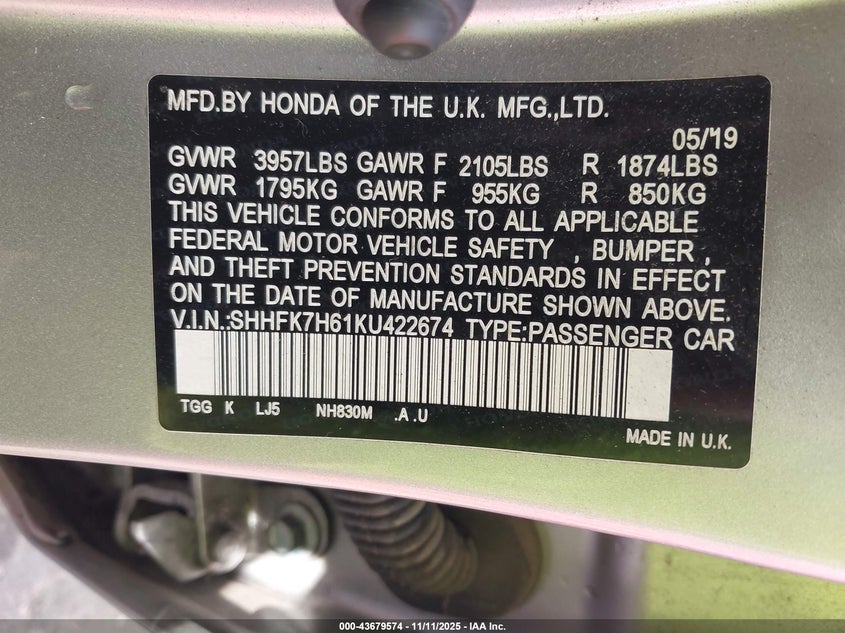 MFD.BY HONDA OF THE U.K. MFG.,LTD.
05/'19
GVWR 3957LBS GAWR F 2105LBS R 1874LBS
GVWR 1795KG GAWR F 955KG R 850KG
THIS VEHICLE CONFORMS TO ALL APPLICABLE
FEDERAL MOTOR VEHICLE SAFETY , BUMPER ,
AND THEFT PREVENTION STANDARDS IN EFFECT
ON THE DATE OF MANUFACTURE SHOWN ABOVE.
V.I.N.:SHHFK7H61KU422674 TYPE:PASSENGER CAR
TGG K LJ5 NH830M .A .U
MADE IN U.K.
000-43679574 - 11/11/2025 - IAA Inc.